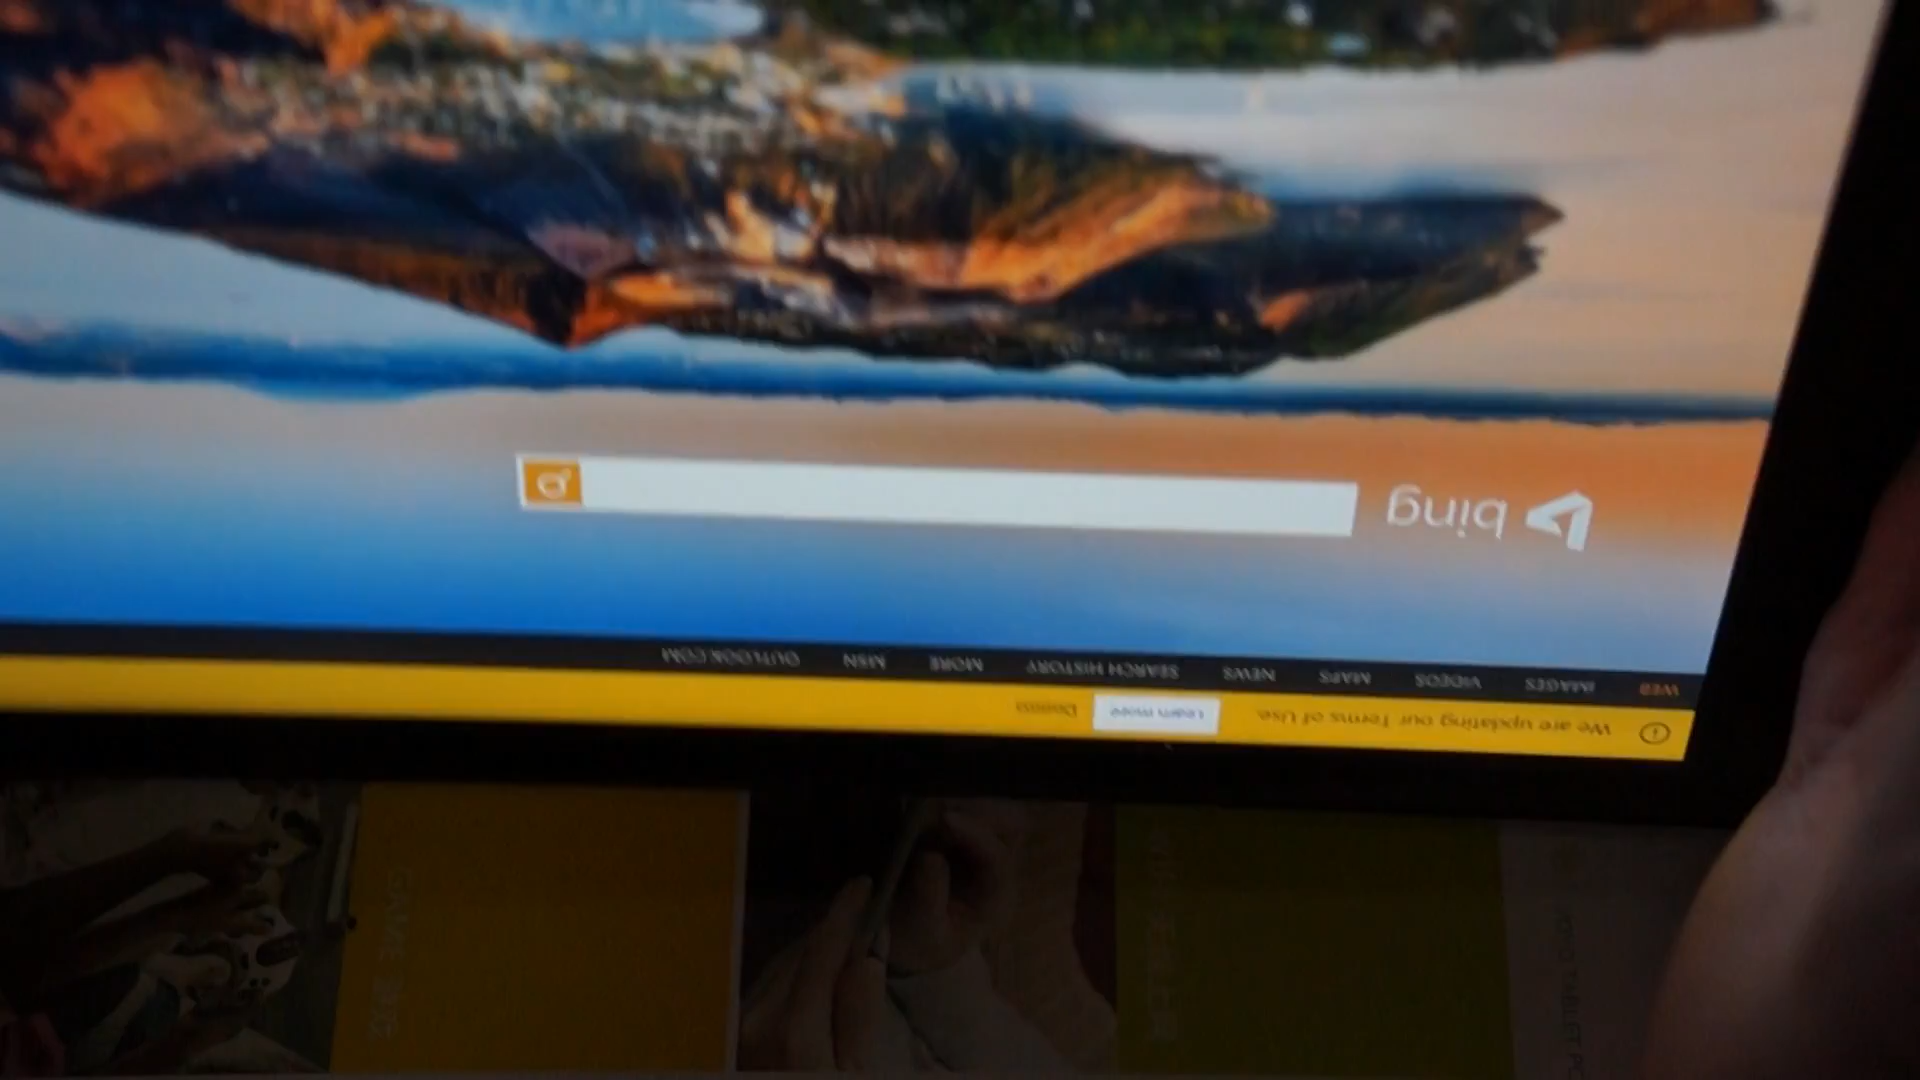 We are updating our Terms of Use. Learn more Dismiss
WEB IMAGES VIDEOS MAPS NEWS SEARCH HISTORY MORE MSN OUTLOOK.COM
bing